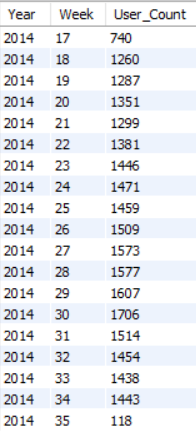 Year Week User_Count
2014 17 740
2014 18 1260
2014 19 1287
2014 20 1351
2014 21 1299
2014 22 1381
2014 23 1446
2014 24 1471
2014 25 1459
2014 26 1509
2014 27 1573
2014 28 1577
2014 29 1607
2014 30 1706
2014 31 1514
2014 32 1454
2014 33 1438
2014 34 1443
2014 35 118